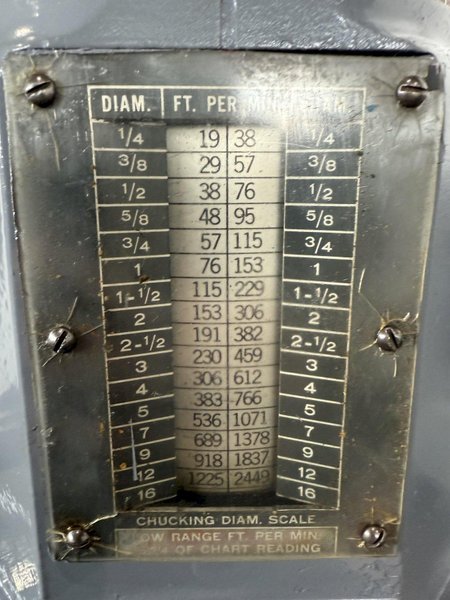 DIAM. FT. PER MIN. DIAM.
1/4 19 38 1/4
3/8 29 57 3/8
1/2 38 76 1/2
5/8 48 95 5/8
3/4 57 115 3/4
1 76 153 1
1-1/2 115 229 1-1/2
2 153 306 2
2-1/2 191 382 2-1/2
3 230 459 3
4 306 612 4
5 383 766 5
7 536 1071 7
9 689 1378 9
12 918 1837 12
16 1225 2449 16
CHUCKING DIAM. SCALE
LOW RANGE FT. PER MIN.
OF CHART READING